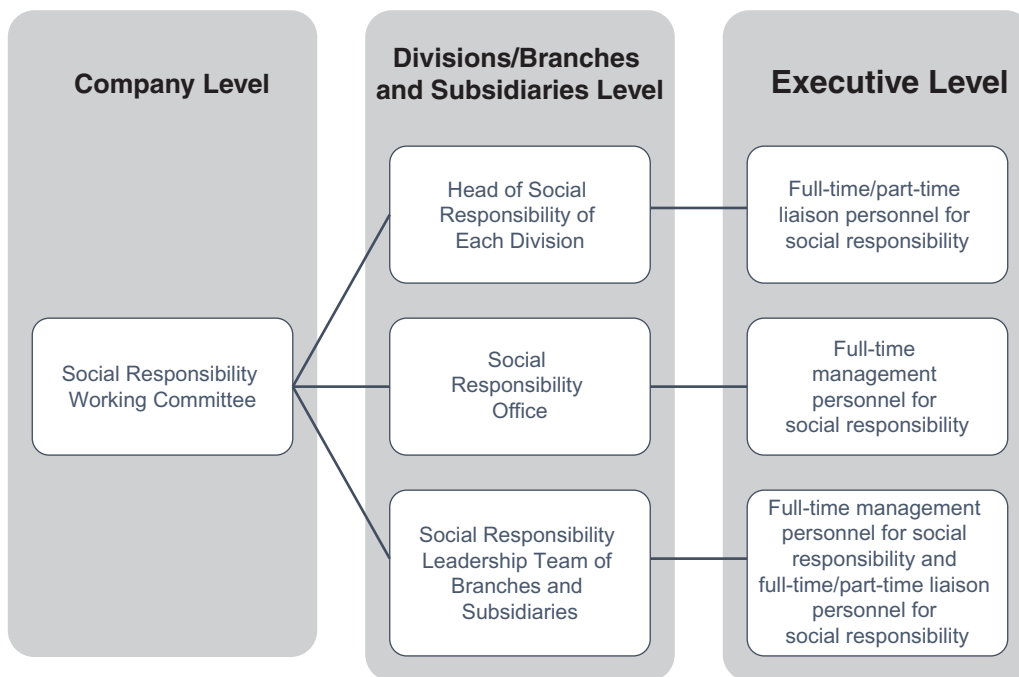 Company Level
Social Responsibility
Working Committee
Divisions/Branches
and Subsidiaries Level
Head of Social
Responsibility of
Each Division
Social
Responsibility
Office
Social Responsibility
Leadership Team of
Branches and
Subsidiaries
Executive Level
Full-time/part-time
liaison personnel for
social responsibility
Full-time
management
personnel for
social responsibility
Full-time management
personnel for social
responsibility and
full-time/part-time liaison
personnel for
social responsibility